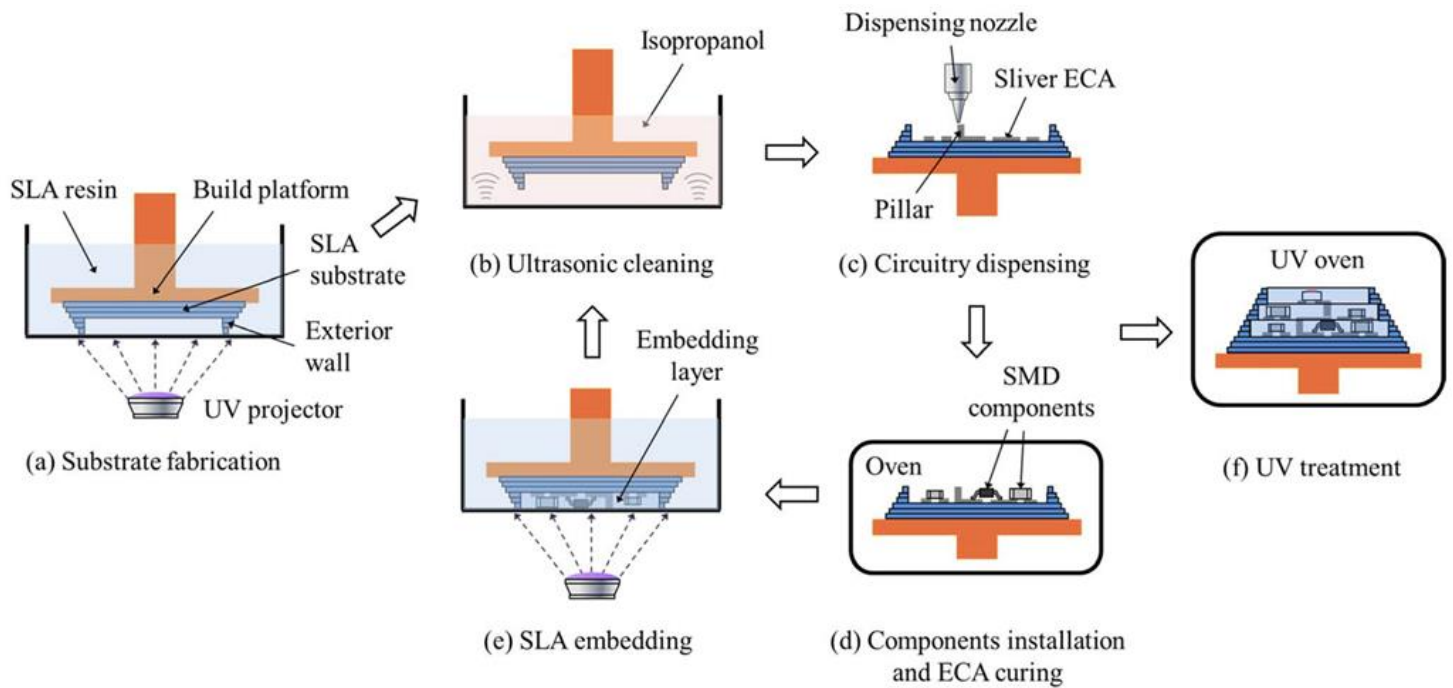 Dispensing nozzle
Isopropanol
Sliver ECA
SLA resin
Build platform
Pillar
SLA
substrate
(b) Ultrasonic cleaning
(c) Circuitry dispensing
UV oven
Exterior
wall
Embedding
layer
SMD
components
UV projector
(a) Substrate fabrication
Oven
(f) UV treatment
(e) SLA embedding
(d) Components installation
and ECA curing